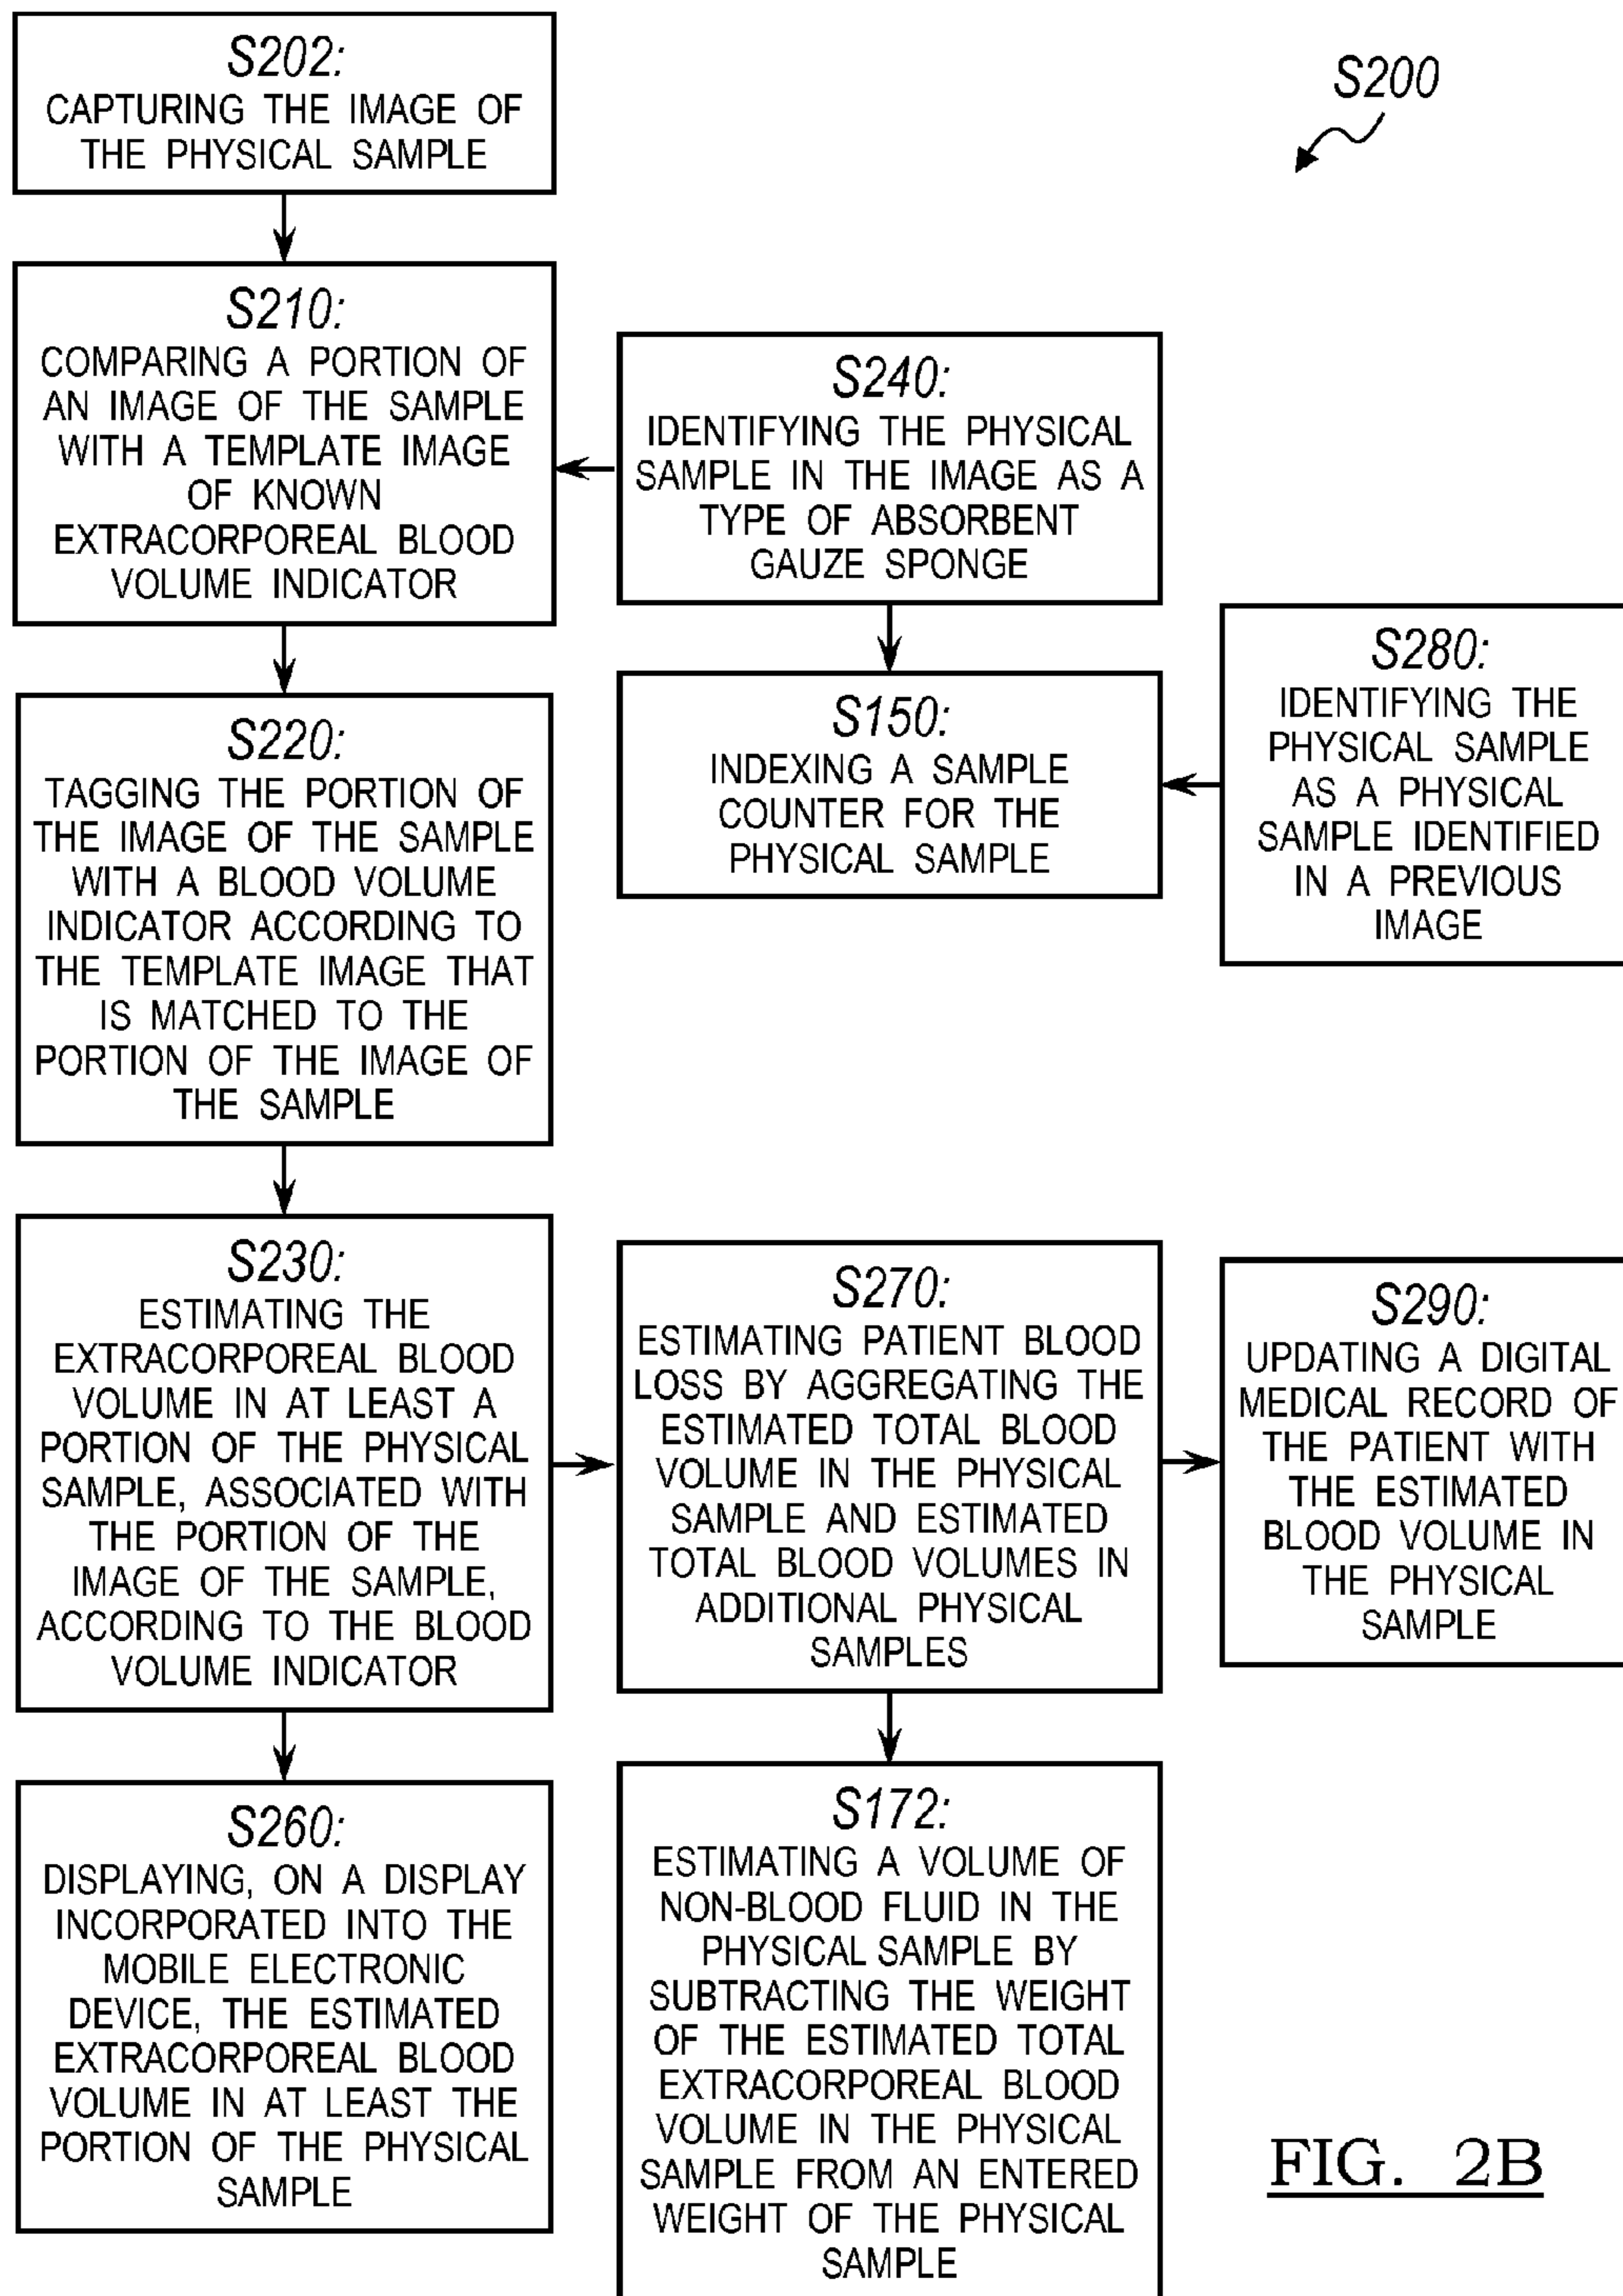 S202:
CAPTURING THE IMAGE OF
THE PHYSICAL SAMPLE
S200
S210:
COMPARING A PORTION OF
AN IMAGE OF THE SAMPLE
WITH A TEMPLATE IMAGE
OF KNOWN
EXTRACORPOREAL BLOOD
VOLUME INDICATOR
S240:
IDENTIFYING THE PHYSICAL
SAMPLE IN THE IMAGE AS A
TYPE OF ABSORBENT
GAUZE SPONGE
S280:
IDENTIFYING THE
PHYSICAL SAMPLE
AS A PHYSICAL
SAMPLE IDENTIFIED
IN A PREVIOUS
IMAGE
S150:
INDEXING A SAMPLE
COUNTER FOR THE
PHYSICAL SAMPLE
S220:
TAGGING THE PORTION OF
THE IMAGE OF THE SAMPLE
WITH A BLOOD VOLUME
INDICATOR ACCORDING TO
THE TEMPLATE IMAGE THAT
IS MATCHED TO THE
PORTION OF THE IMAGE OF
THE SAMPLE
S230:
ESTIMATING THE
EXTRACORPOREAL BLOOD
VOLUME IN AT LEAST A
PORTION OF THE PHYSICAL
SAMPLE, ASSOCIATED WITH
THE PORTION OF THE
IMAGE OF THE SAMPLE,
ACCORDING TO THE BLOOD
VOLUME INDICATOR
S270:
ESTIMATING PATIENT BLOOD
LOSS BY AGGREGATING THE
ESTIMATED TOTAL BLOOD
VOLUME IN THE PHYSICAL
SAMPLE AND ESTIMATED
TOTAL BLOOD VOLUMES IN
ADDITIONAL PHYSICAL
SAMPLES
S290:
UPDATING A DIGITAL
MEDICAL RECORD OF
THE PATIENT WITH
THE ESTIMATED
BLOOD VOLUME IN
THE PHYSICAL
SAMPLE
S260:
DISPLAYING, ON A DISPLAY
INCORPORATED INTO THE
MOBILE ELECTRONIC
DEVICE, THE ESTIMATED
EXTRACORPOREAL BLOOD
VOLUME IN AT LEAST THE
PORTION OF THE PHYSICAL
SAMPLE
S172:
ESTIMATING A VOLUME OF
NON-BLOOD FLUID IN THE
PHYSICAL SAMPLE BY
SUBTRACTING THE WEIGHT
OF THE ESTIMATED TOTAL
EXTRACORPOREAL BLOOD
VOLUME IN THE PHYSICAL
SAMPLE FROM AN ENTERED
WEIGHT OF THE PHYSICAL
SAMPLE
FIG. 2B